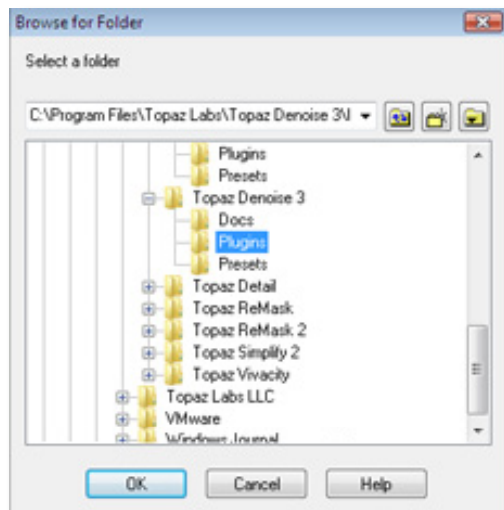 Browse for Folder
Select a folder
C:\Program Files\Topaz Labs\Topaz Denoise 3\
Plugins
Presets
Topaz Denoise 3
Docs
Plugins
Presets
Topaz Detail
Topaz ReMask
Topaz ReMask 2
Topaz Simplify 2
Topaz Vivacity
Topaz Labs LLC
VMware
Windows Journal
OK Cancel Help